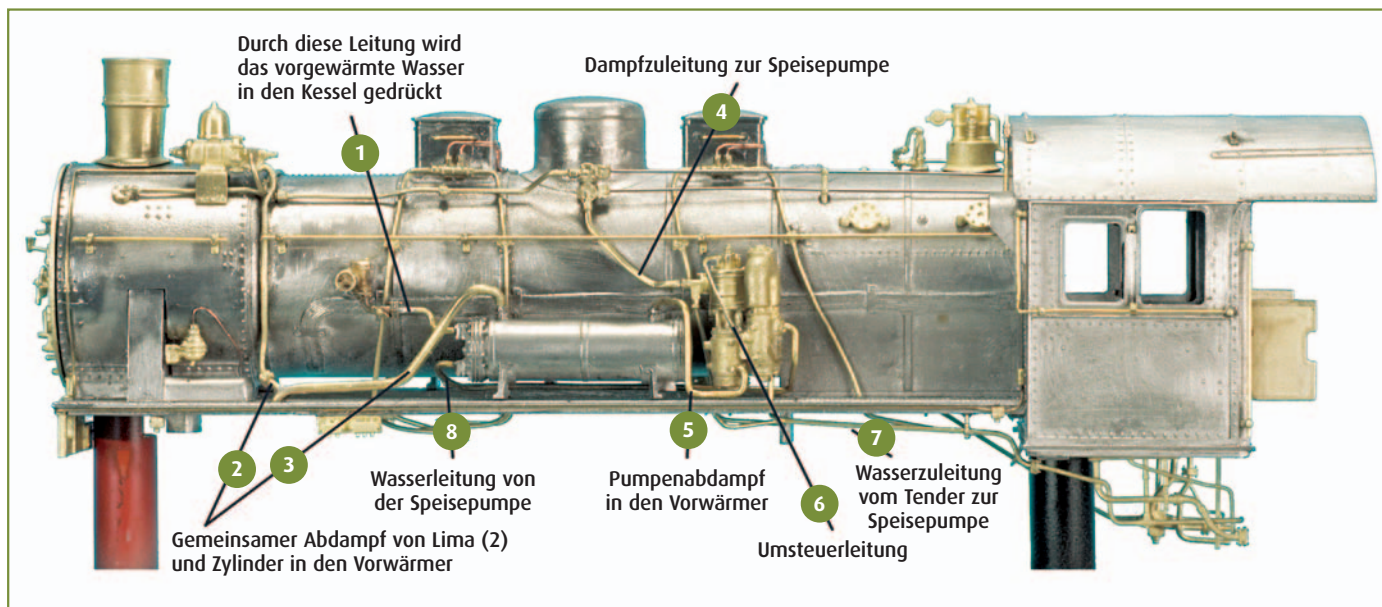 Durch diese Leitung wird
das vorgewärmte Wasser
in den Kessel gedrückt
1
Dampfzuleitung zur Speisepumpe
4
2
3
Gemeinsamer Abdampf von Lima (2)
und Zylinder in den Vorwärmer
8
Wasserleitung von
der Speisepumpe
5
Pumpenabdampf
in den Vorwärmer
6
Umsteuerleitung
7
Wasserzuleitung
vom Tender zur
Speisepumpe